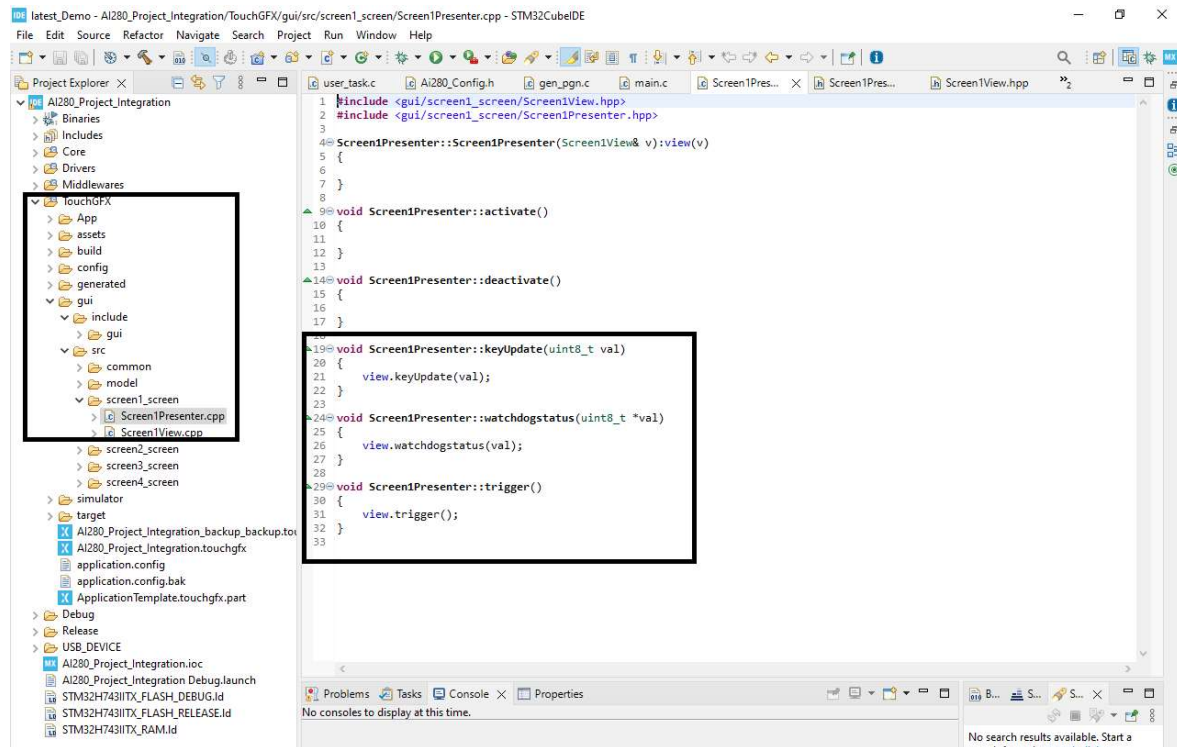 latest_Demo - AI280_Project_Integration/TouchGFX/gui/src/screen1_screen/Screen1Presenter.cpp - STM32CubeIDE
File Edit Source Refactor Navigate Search Project Run Window Help
Project Explorer
user_task.c
Ai280_Config.h
gen_pgn.c
main.c
Screen1Pres...
Screen1Pres...
Screen1View.hpp
»2
AI280_Project_Integration
Binaries
Includes
Core
Drivers
Middlewares
TouchGFX
App
assets
build
config
generated
gui
include
gui
src
common
model
screen1_screen
Screen1Presenter.cpp
Screen1View.cpp
screen2_screen
screen3_screen
screen4_screen
simulator
target
AI280_Project_Integration_backup_backup.tou
AI280_Project_Integration.touchgfx
application.config
application.config.bak
ApplicationTemplate.touchgfx.part
Debug
Release
USB_DEVICE
AI280_Project_Integration.ioc
AI280_Project_Integration Debug.launch
STM32H743IITX_FLASH_DEBUG.ld
STM32H743IITX_FLASH_RELEASE.ld
STM32H743IITX_RAM.ld
1 #include <gui/screen1_screen/Screen1View.hpp>
2 #include <gui/screen1_screen/Screen1Presenter.hpp>
3
4 Screen1Presenter::Screen1Presenter(Screen1View& v):view(v)
5 {
6
7 }
8
9 void Screen1Presenter::activate()
10 {
11
12 }
13
14 void Screen1Presenter::deactivate()
15 {
16
17 }
19 void Screen1Presenter::keyUpdate(uint8_t val)
20 {
21 view.keyUpdate(val);
22 }
23
24 void Screen1Presenter::watchdogstatus(uint8_t *val)
25 {
26 view.watchdogstatus(val);
27 }
28
29 void Screen1Presenter::trigger()
30 {
31 view.trigger();
32 }
33
Problems Tasks Console Properties
No consoles to display at this time.
B... S... S...
No search results available. Start a